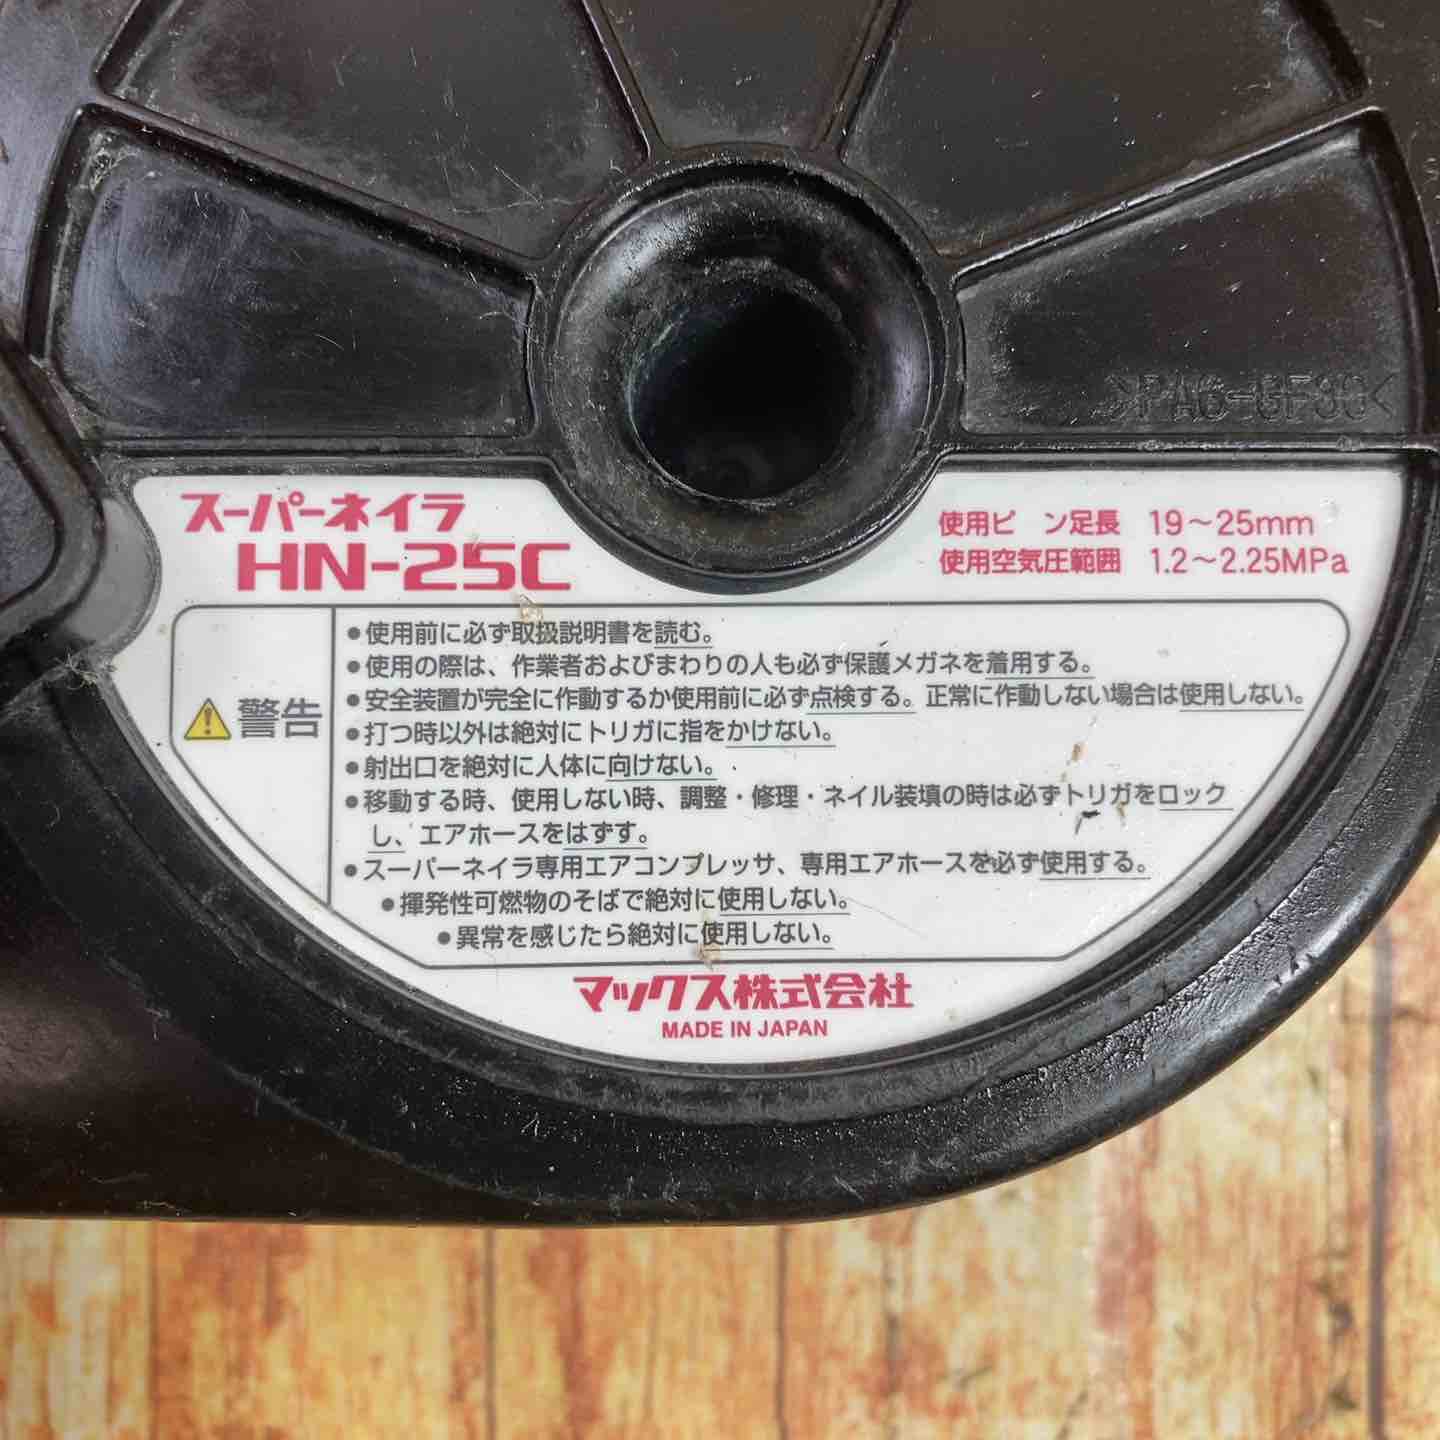 >PA6-GF30<
スーパーネイラ
HN-25C
使用ピン足長 19～25mm
使用空気圧範囲 1.2～2.25MPa
警告
●使用前に必ず取扱説明書を読む。
●使用の際は、作業者およびまわりの人も必ず保護メガネを着用する。
●安全装置が完全に作動するか使用前に必ず点検する。正常に作動しない場合は使用しない。
●打つ時以外は絶対にトリガに指をかけない。
●射出口を絶対に人体に向けない。
●移動する時、使用しない時、調整・修理・ネイル装填の時は必ずトリガをロック
し、エアホースをはずす。
●スーパーネイラ専用エアコンプレッサ、専用エアホースを必ず使用する。
●揮発性可燃物のそばで絶対に使用しない。
●異常を感じたら絶対に使用しない。
マックス株式会社
MADE IN JAPAN